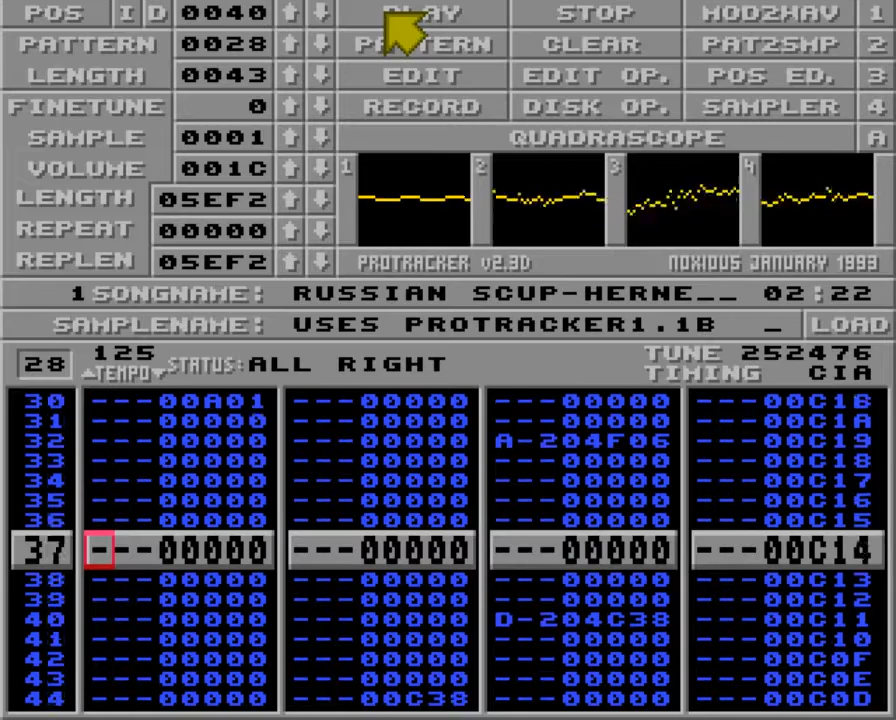 POS I D 0040 PLAY STOP MOD2WAV 1
PATTERN 0028 PATTERN CLEAR PAT2SMP 2
LENGTH 0043 EDIT EDIT OP. POS ED. 3
FINETUNE 0 RECORD DISK OP. SAMPLER 4
SAMPLE 0001 QUADRASCOPE A
VOLUME 001C 1 2 3 4
LENGTH 05EF2
REPEAT 00000
REPLEN 05EF2 PROTRACKER v2.3D NOXIOUS JANUARY 1993
1 SONGNAME: RUSSIAN SCUP-HERNE__ 02:22
SAMPLENAME: USES PROTRACKER1.1B _ LOAD
28 125 TEMPO STATUS: ALL RIGHT TUNE 252476
TIMING CIA
30 ---00A01 ---00000 ---00000 ---00C1B
31 ---00000 ---00000 ---00000 ---00C1A
32 ---00000 ---00000 A-204F06 ---00C19
33 ---00000 ---00000 ---00000 ---00C18
34 ---00000 ---00000 ---00000 ---00C17
35 ---00000 ---00000 ---00000 ---00C16
36 ---00000 ---00000 ---00000 ---00C15
37 ---00000 ---00000 ---00000 ---00C14
38 ---00000 ---00000 ---00000 ---00C13
39 ---00000 ---00000 ---00000 ---00C12
40 ---00000 ---00000 D-204C38 ---00C11
41 ---00000 ---00000 ---00000 ---00C10
42 ---00000 ---00000 ---00000 ---00C0F
43 ---00000 ---00000 ---00000 ---00C0E
44 ---00000 ---00C38 ---00000 ---00C0D